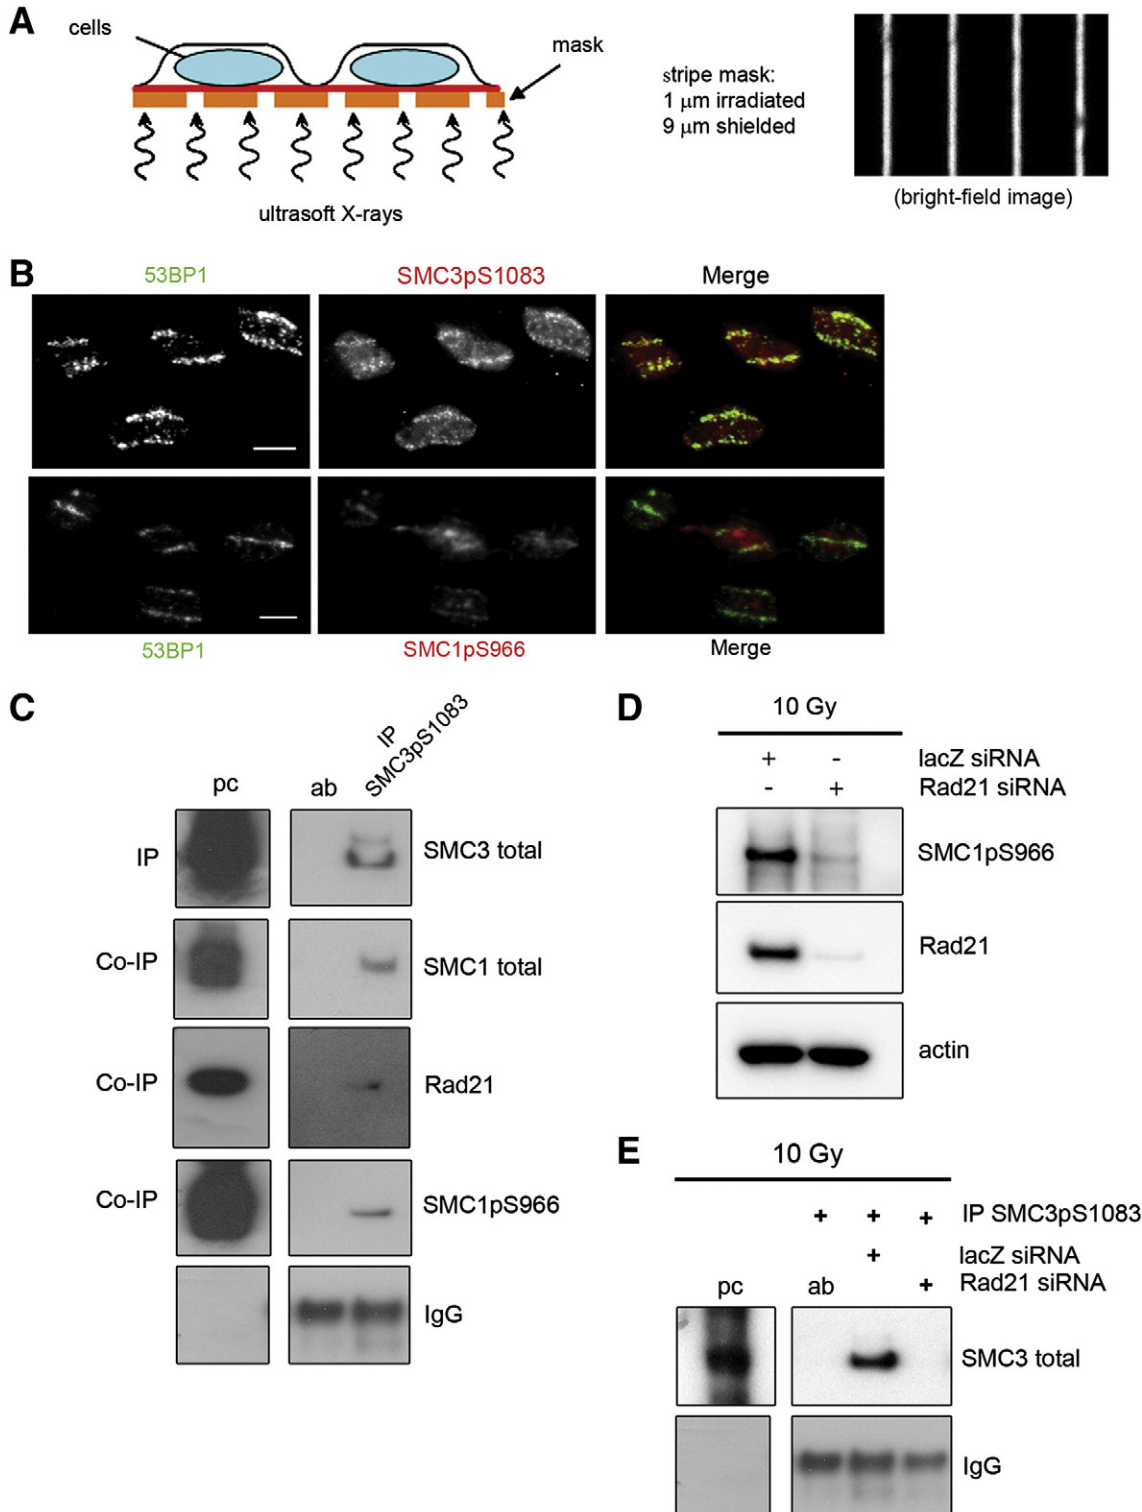 A
cells
mask
stripe mask:
1 μm irradiated
9 μm shielded
(bright-field image)
ultrasoft X-rays
B
53BP1
SMC3pS1083
Merge
53BP1
SMC1pS966
Merge
C
pc
ab
IP
SMC3pS1083
IP
SMC3 total
Co-IP
SMC1 total
Co-IP
Rad21
Co-IP
SMC1pS966
IgG
D
10 Gy
+ - lacZ siRNA
- + Rad21 siRNA
SMC1pS966
Rad21
actin
E
10 Gy
+ + + IP SMC3pS1083
+ lacZ siRNA
pc ab + Rad21 siRNA
SMC3 total
IgG